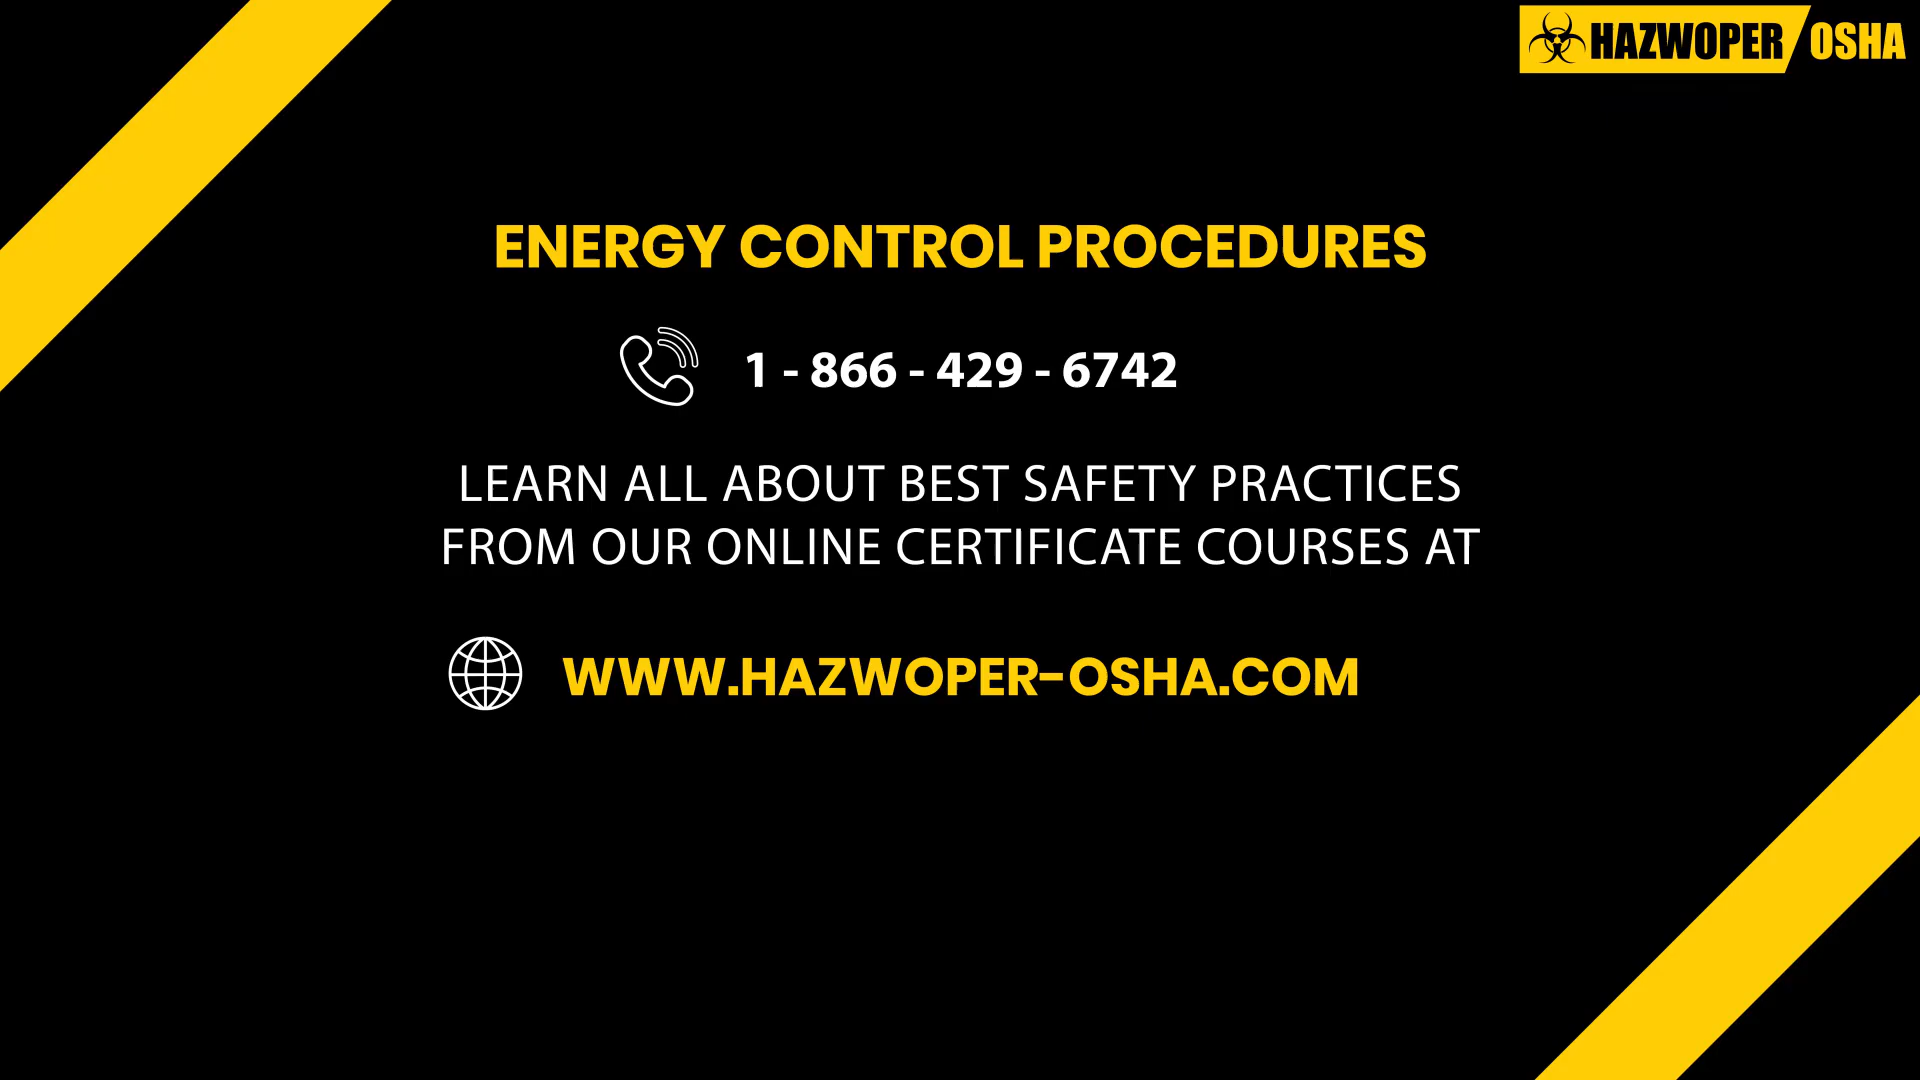 HAZWOPER OSHA
ENERGY CONTROL PROCEDURES
1 - 866 - 429 - 6742
LEARN ALL ABOUT BEST SAFETY PRACTICES
FROM OUR ONLINE CERTIFICATE COURSES AT
WWW.HAZWOPER-OSHA.COM